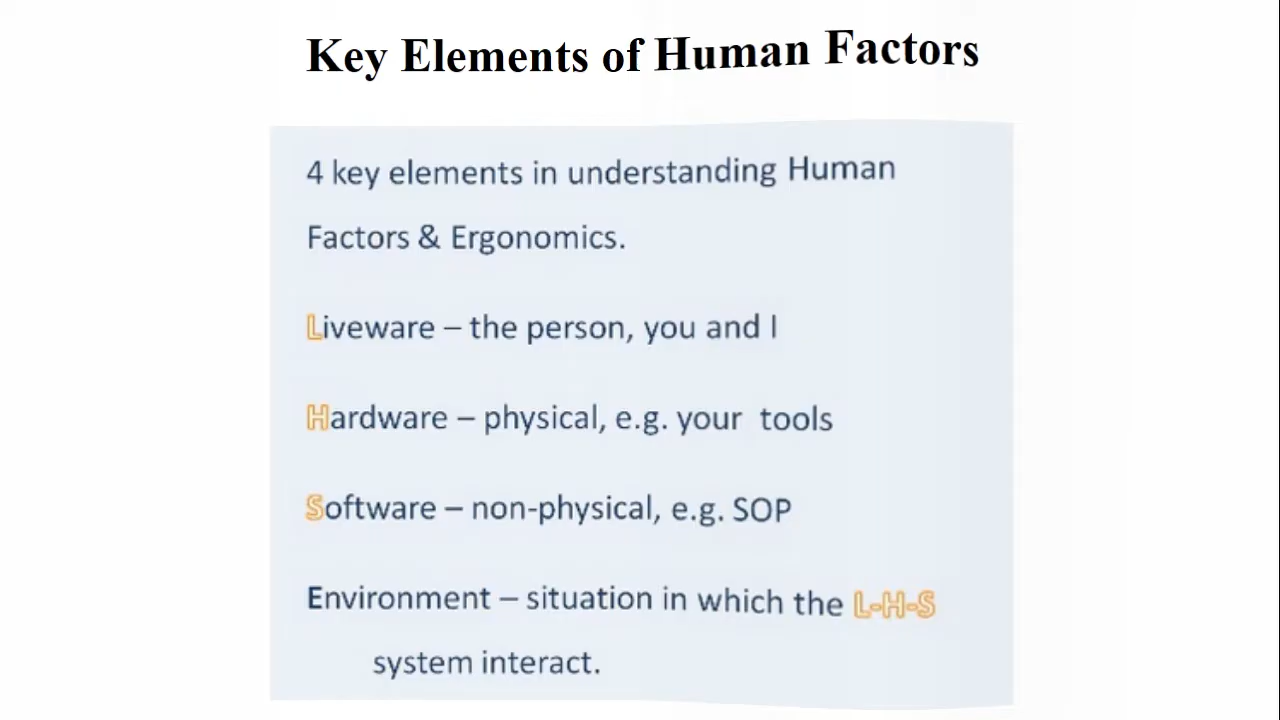 Key Elements of Human Factors
4 key elements in understanding Human
Factors & Ergonomics.
Liveware – the person, you and I
Hardware – physical, e.g. your tools
Software – non-physical, e.g. SOP
Environment – situation in which the L-H-S
system interact.